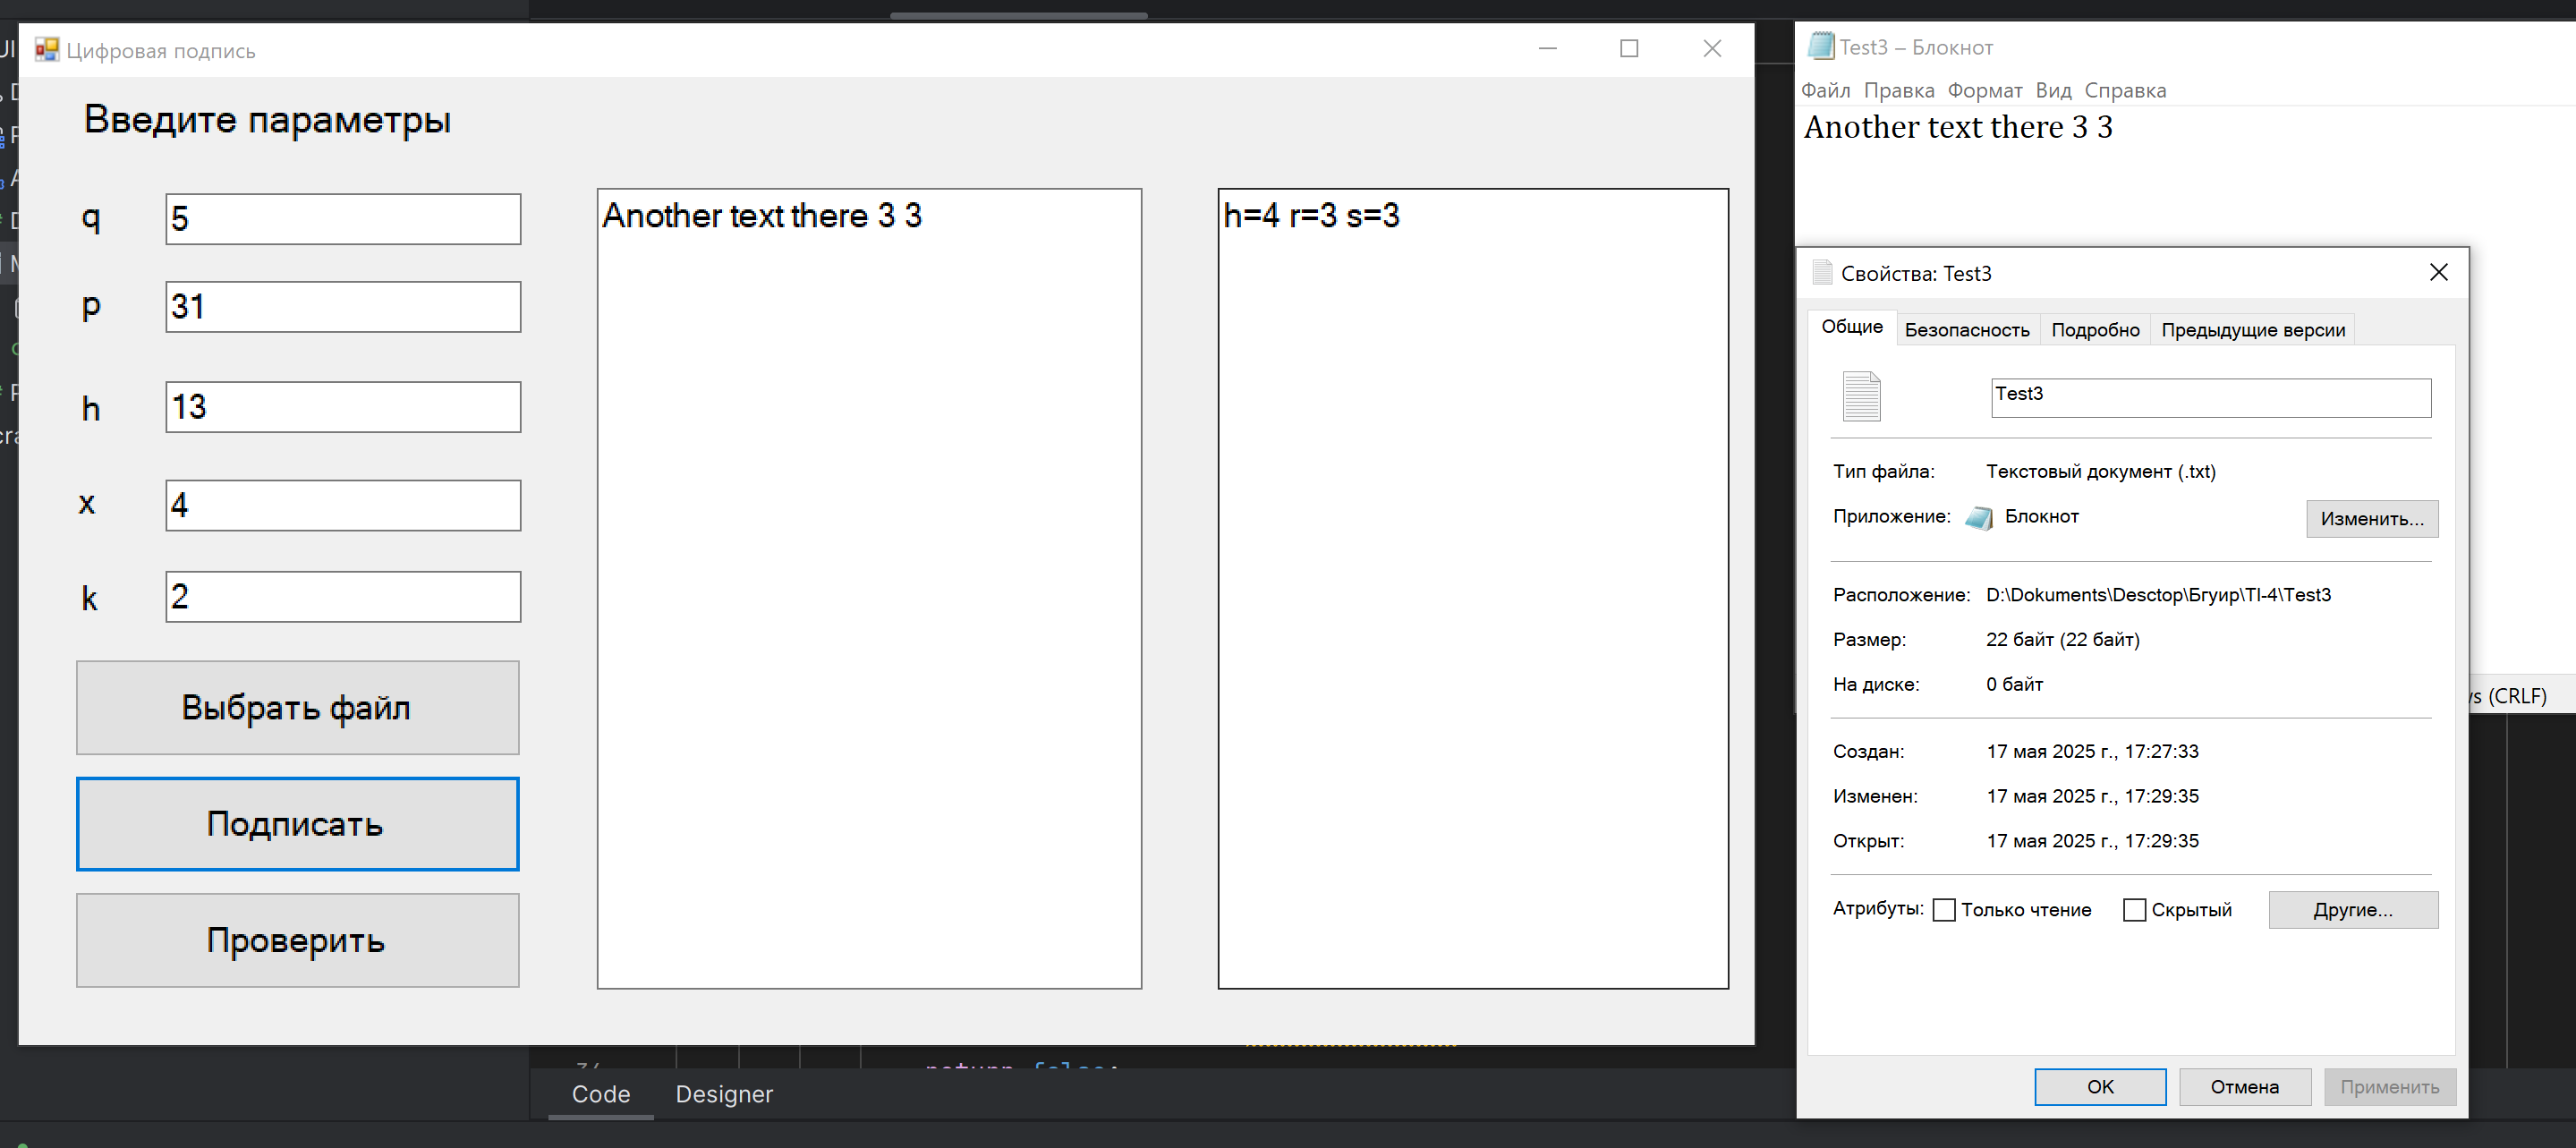 Цифровая подпись
Введите параметры
q
5
p
31
h
13
x
4
k
2
Выбрать файл
Подписать
Проверить
Another text there 3 3
h=4 r=3 s=3
Code
Designer
Test3 – Блокнот
Файл Правка Формат Вид Справка
Another text there 3 3
(CRLF)
Свойства: Test3
Общие Безопасность Подробно Предыдущие версии
Test3
Тип файла: Текстовый документ (.txt)
Приложение: Блокнот Изменить...
Расположение: D:\Dokuments\Desctop\Бгуир\TI-4\Test3
Размер: 22 байт (22 байт)
На диске: 0 байт
Создан: 17 мая 2025 г., 17:27:33
Изменен: 17 мая 2025 г., 17:29:35
Открыт: 17 мая 2025 г., 17:29:35
Атрибуты: Только чтение Скрытый Другие...
OK Отмена Применить